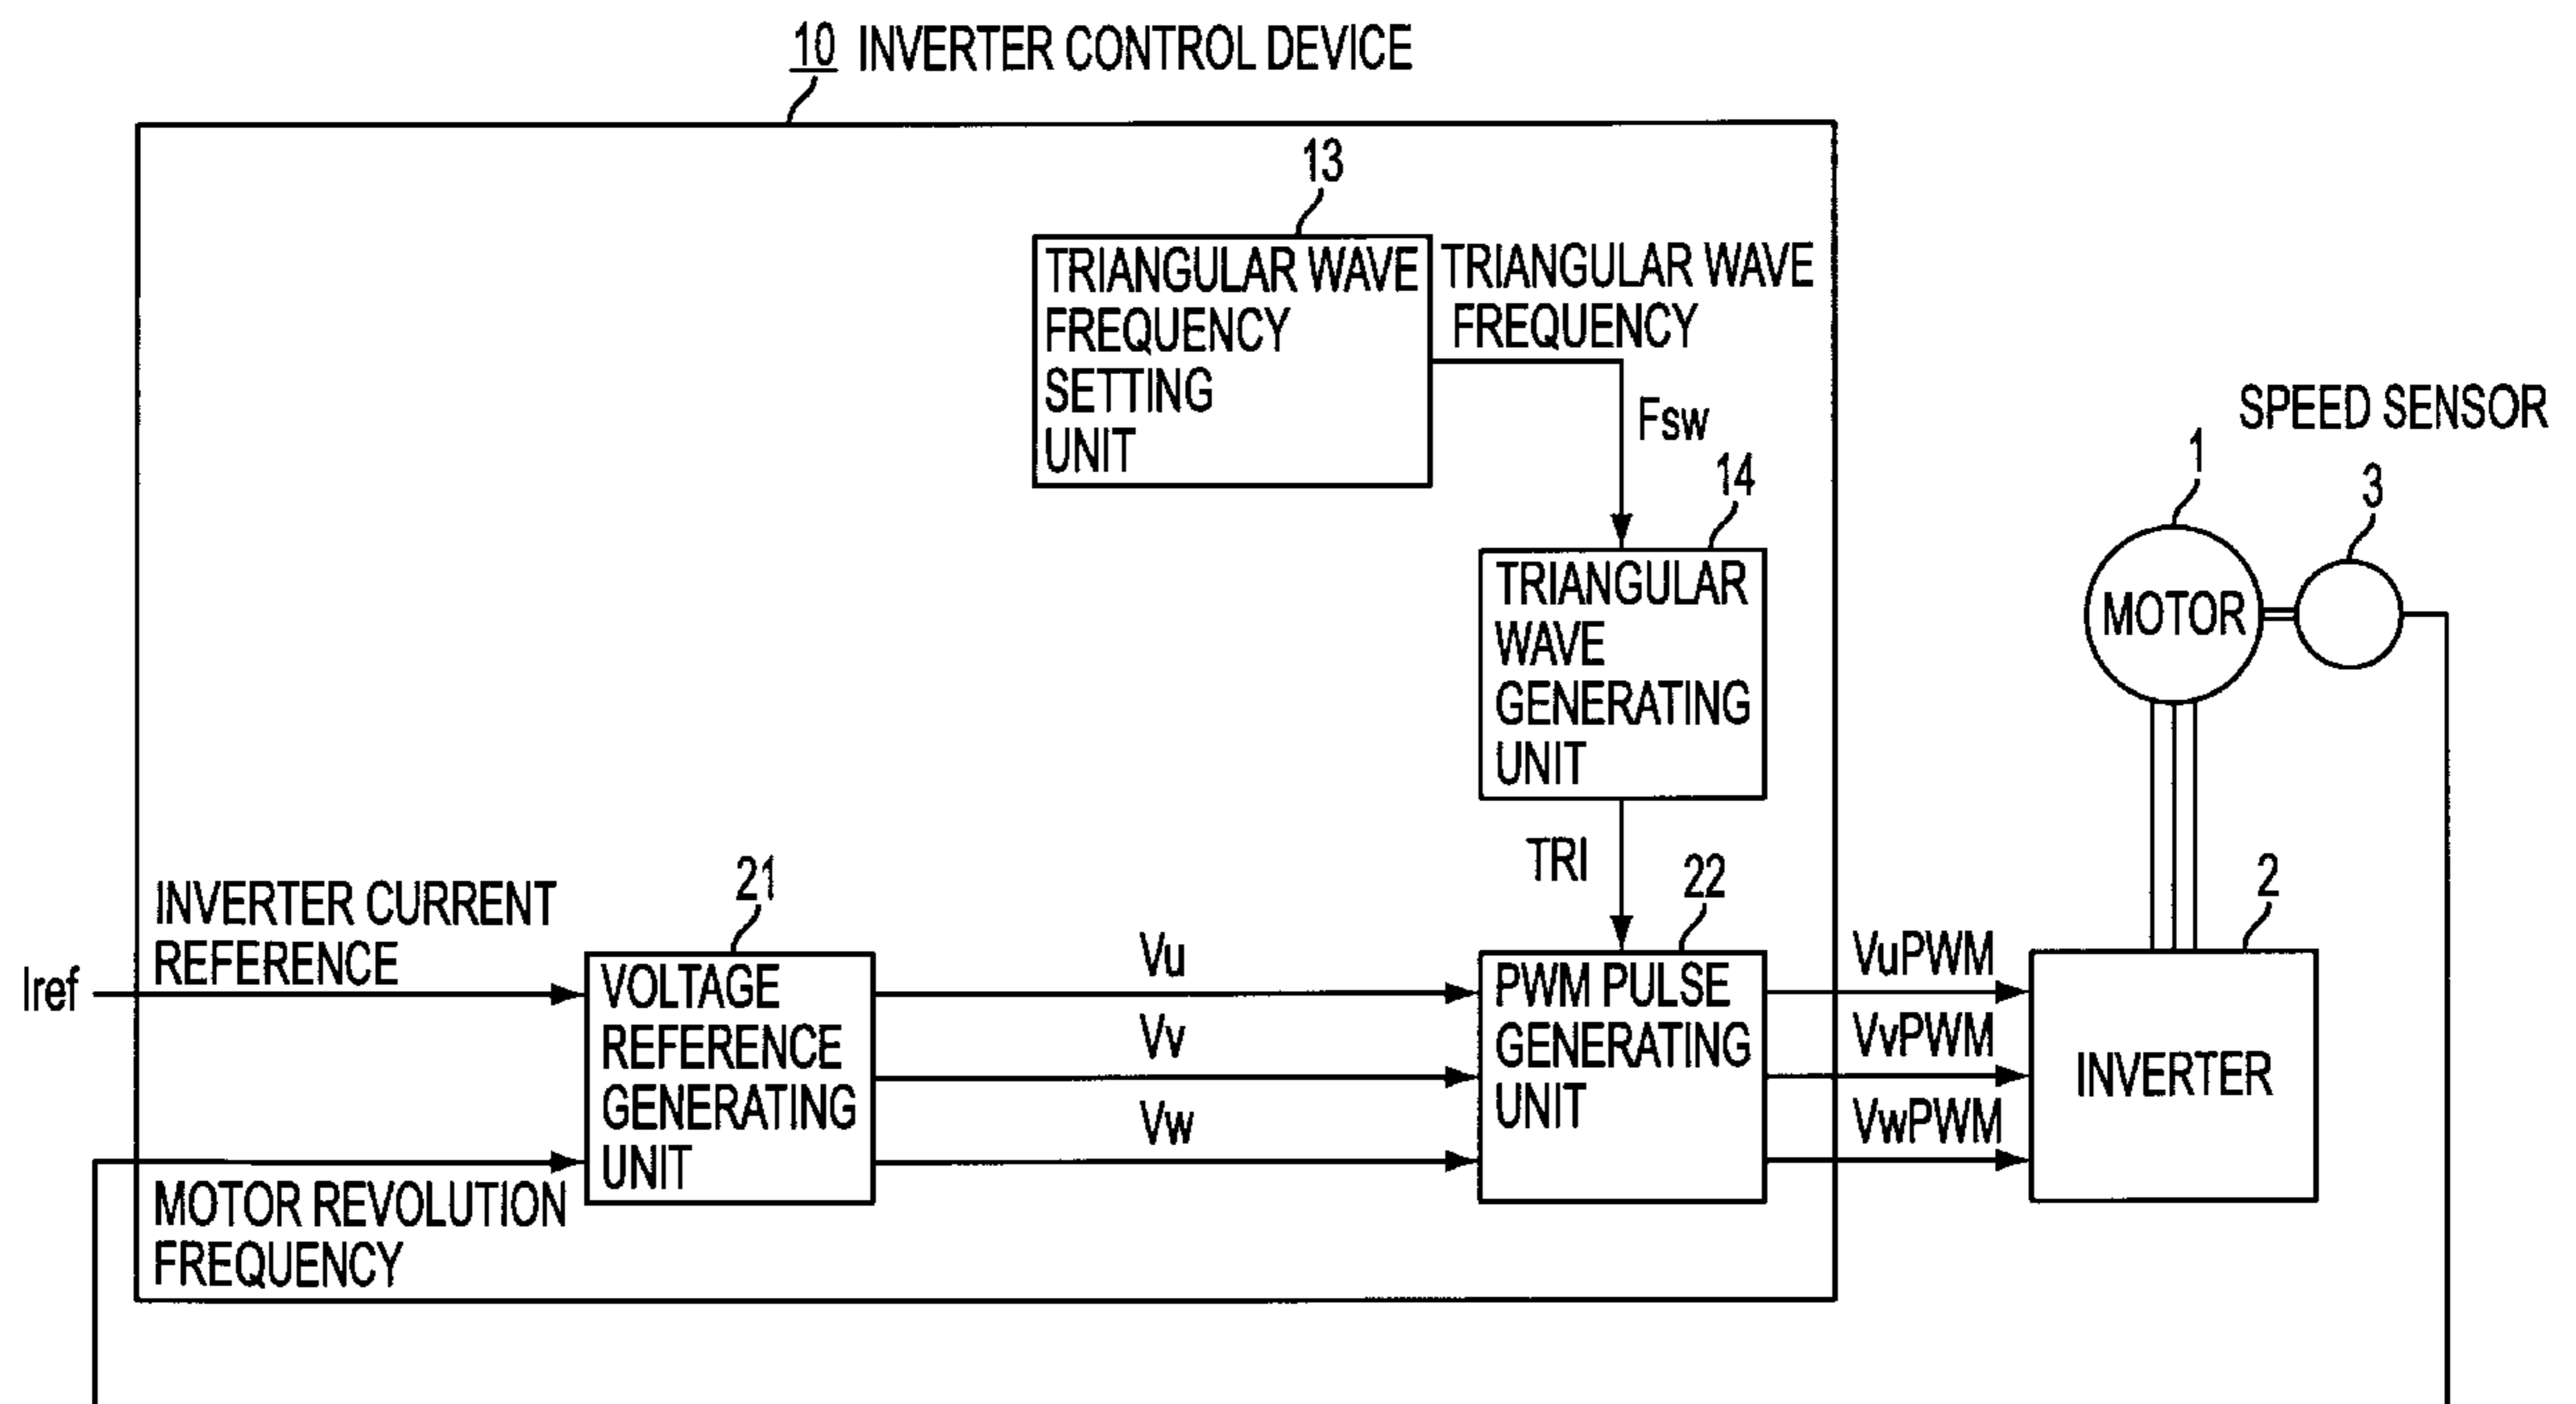 10 INVERTER CONTROL DEVICE
13
TRIANGULAR WAVE
FREQUENCY
SETTING
UNIT
TRIANGULAR WAVE
FREQUENCY
Fsw
14
TRIANGULAR
WAVE
GENERATING
UNIT
TRI
SPEED SENSOR
1
3
MOTOR
Iref
INVERTER CURRENT
REFERENCE
MOTOR REVOLUTION
FREQUENCY
21
VOLTAGE
REFERENCE
GENERATING
UNIT
Vu
Vv
Vw
22
PWM PULSE
GENERATING
UNIT
VuPWM
VvPWM
VwPWM
2
INVERTER